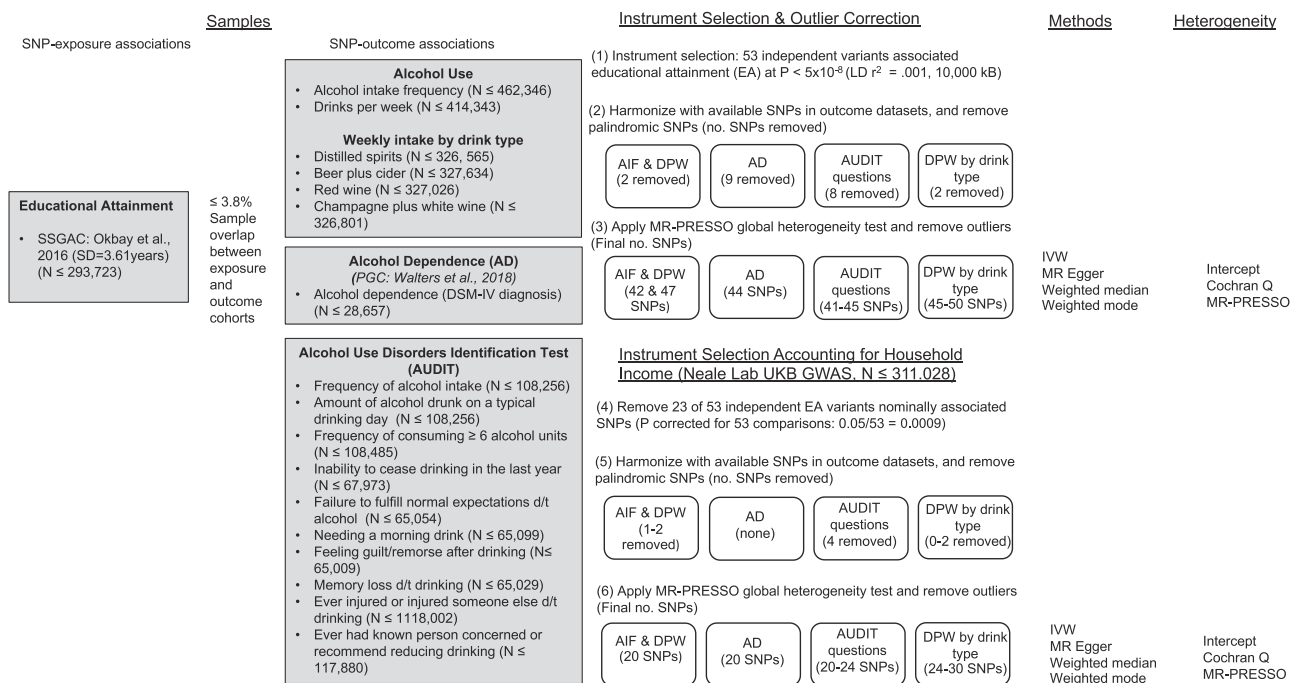 Samples
Instrument Selection & Outlier Correction
Methods
Heterogeneity
SNP-exposure associations
SNP-outcome associations
Educational Attainment
• SSGAC: Okbay et al.,
2016 (SD=3.61years)
(N ≤ 293,723)
≤ 3.8%
Sample
overlap
between
exposure
and
outcome
cohorts
Alcohol Use
• Alcohol intake frequency (N ≤ 462,346)
• Drinks per week (N ≤ 414,343)
Weekly intake by drink type
• Distilled spirits (N ≤ 326, 565)
• Beer plus cider (N ≤ 327,634)
• Red wine (N ≤ 327,026)
• Champagne plus white wine (N ≤
326,801)
Alcohol Dependence (AD)
(PGC: Walters et al., 2018)
• Alcohol dependence (DSM-IV diagnosis)
(N ≤ 28,657)
Alcohol Use Disorders Identification Test
(AUDIT)
• Frequency of alcohol intake (N ≤ 108,256)
• Amount of alcohol drunk on a typical
drinking day (N ≤ 108,256)
• Frequency of consuming ≥ 6 alcohol units
(N ≤ 108,485)
• Inability to cease drinking in the last year
(N ≤ 67,973)
• Failure to fulfill normal expectations d/t
alcohol (N ≤ 65,054)
• Needing a morning drink (N ≤ 65,099)
• Feeling guilt/remorse after drinking (N≤
65,009)
• Memory loss d/t drinking (N ≤ 65,029)
• Ever injured or injured someone else d/t
drinking (N ≤ 1118,002)
• Ever had known person concerned or
recommend reducing drinking (N ≤
117,880)
(1) Instrument selection: 53 independent variants associated
educational attainment (EA) at P < 5x10⁻⁸ (LD r² = .001, 10,000 kB)
(2) Harmonize with available SNPs in outcome datasets, and remove
palindromic SNPs (no. SNPs removed)
AIF & DPW
(2 removed)
AD
(9 removed)
AUDIT
questions
(8 removed)
DPW by drink
type
(2 removed)
(3) Apply MR-PRESSO global heterogeneity test and remove outliers
(Final no. SNPs)
AIF & DPW
(42 & 47
SNPs)
AD
(44 SNPs)
AUDIT
questions
(41-45 SNPs)
DPW by drink
type
(45-50 SNPs)
IVW
MR Egger
Weighted median
Weighted mode
Intercept
Cochran Q
MR-PRESSO
Instrument Selection Accounting for Household
Income (Neale Lab UKB GWAS, N ≤ 311.028)
(4) Remove 23 of 53 independent EA variants nominally associated
SNPs (P corrected for 53 comparisons: 0.05/53 = 0.0009)
(5) Harmonize with available SNPs in outcome datasets, and remove
palindromic SNPs (no. SNPs removed)
AIF & DPW
(1-2
removed)
AD
(none)
AUDIT
questions
(4 removed)
DPW by drink
type
(0-2 removed)
(6) Apply MR-PRESSO global heterogeneity test and remove outliers
(Final no. SNPs)
AIF & DPW
(20 SNPs)
AD
(20 SNPs)
AUDIT
questions
(20-24 SNPs)
DPW by drink
type
(24-30 SNPs)
IVW
MR Egger
Weighted median
Weighted mode
Intercept
Cochran Q
MR-PRESSO